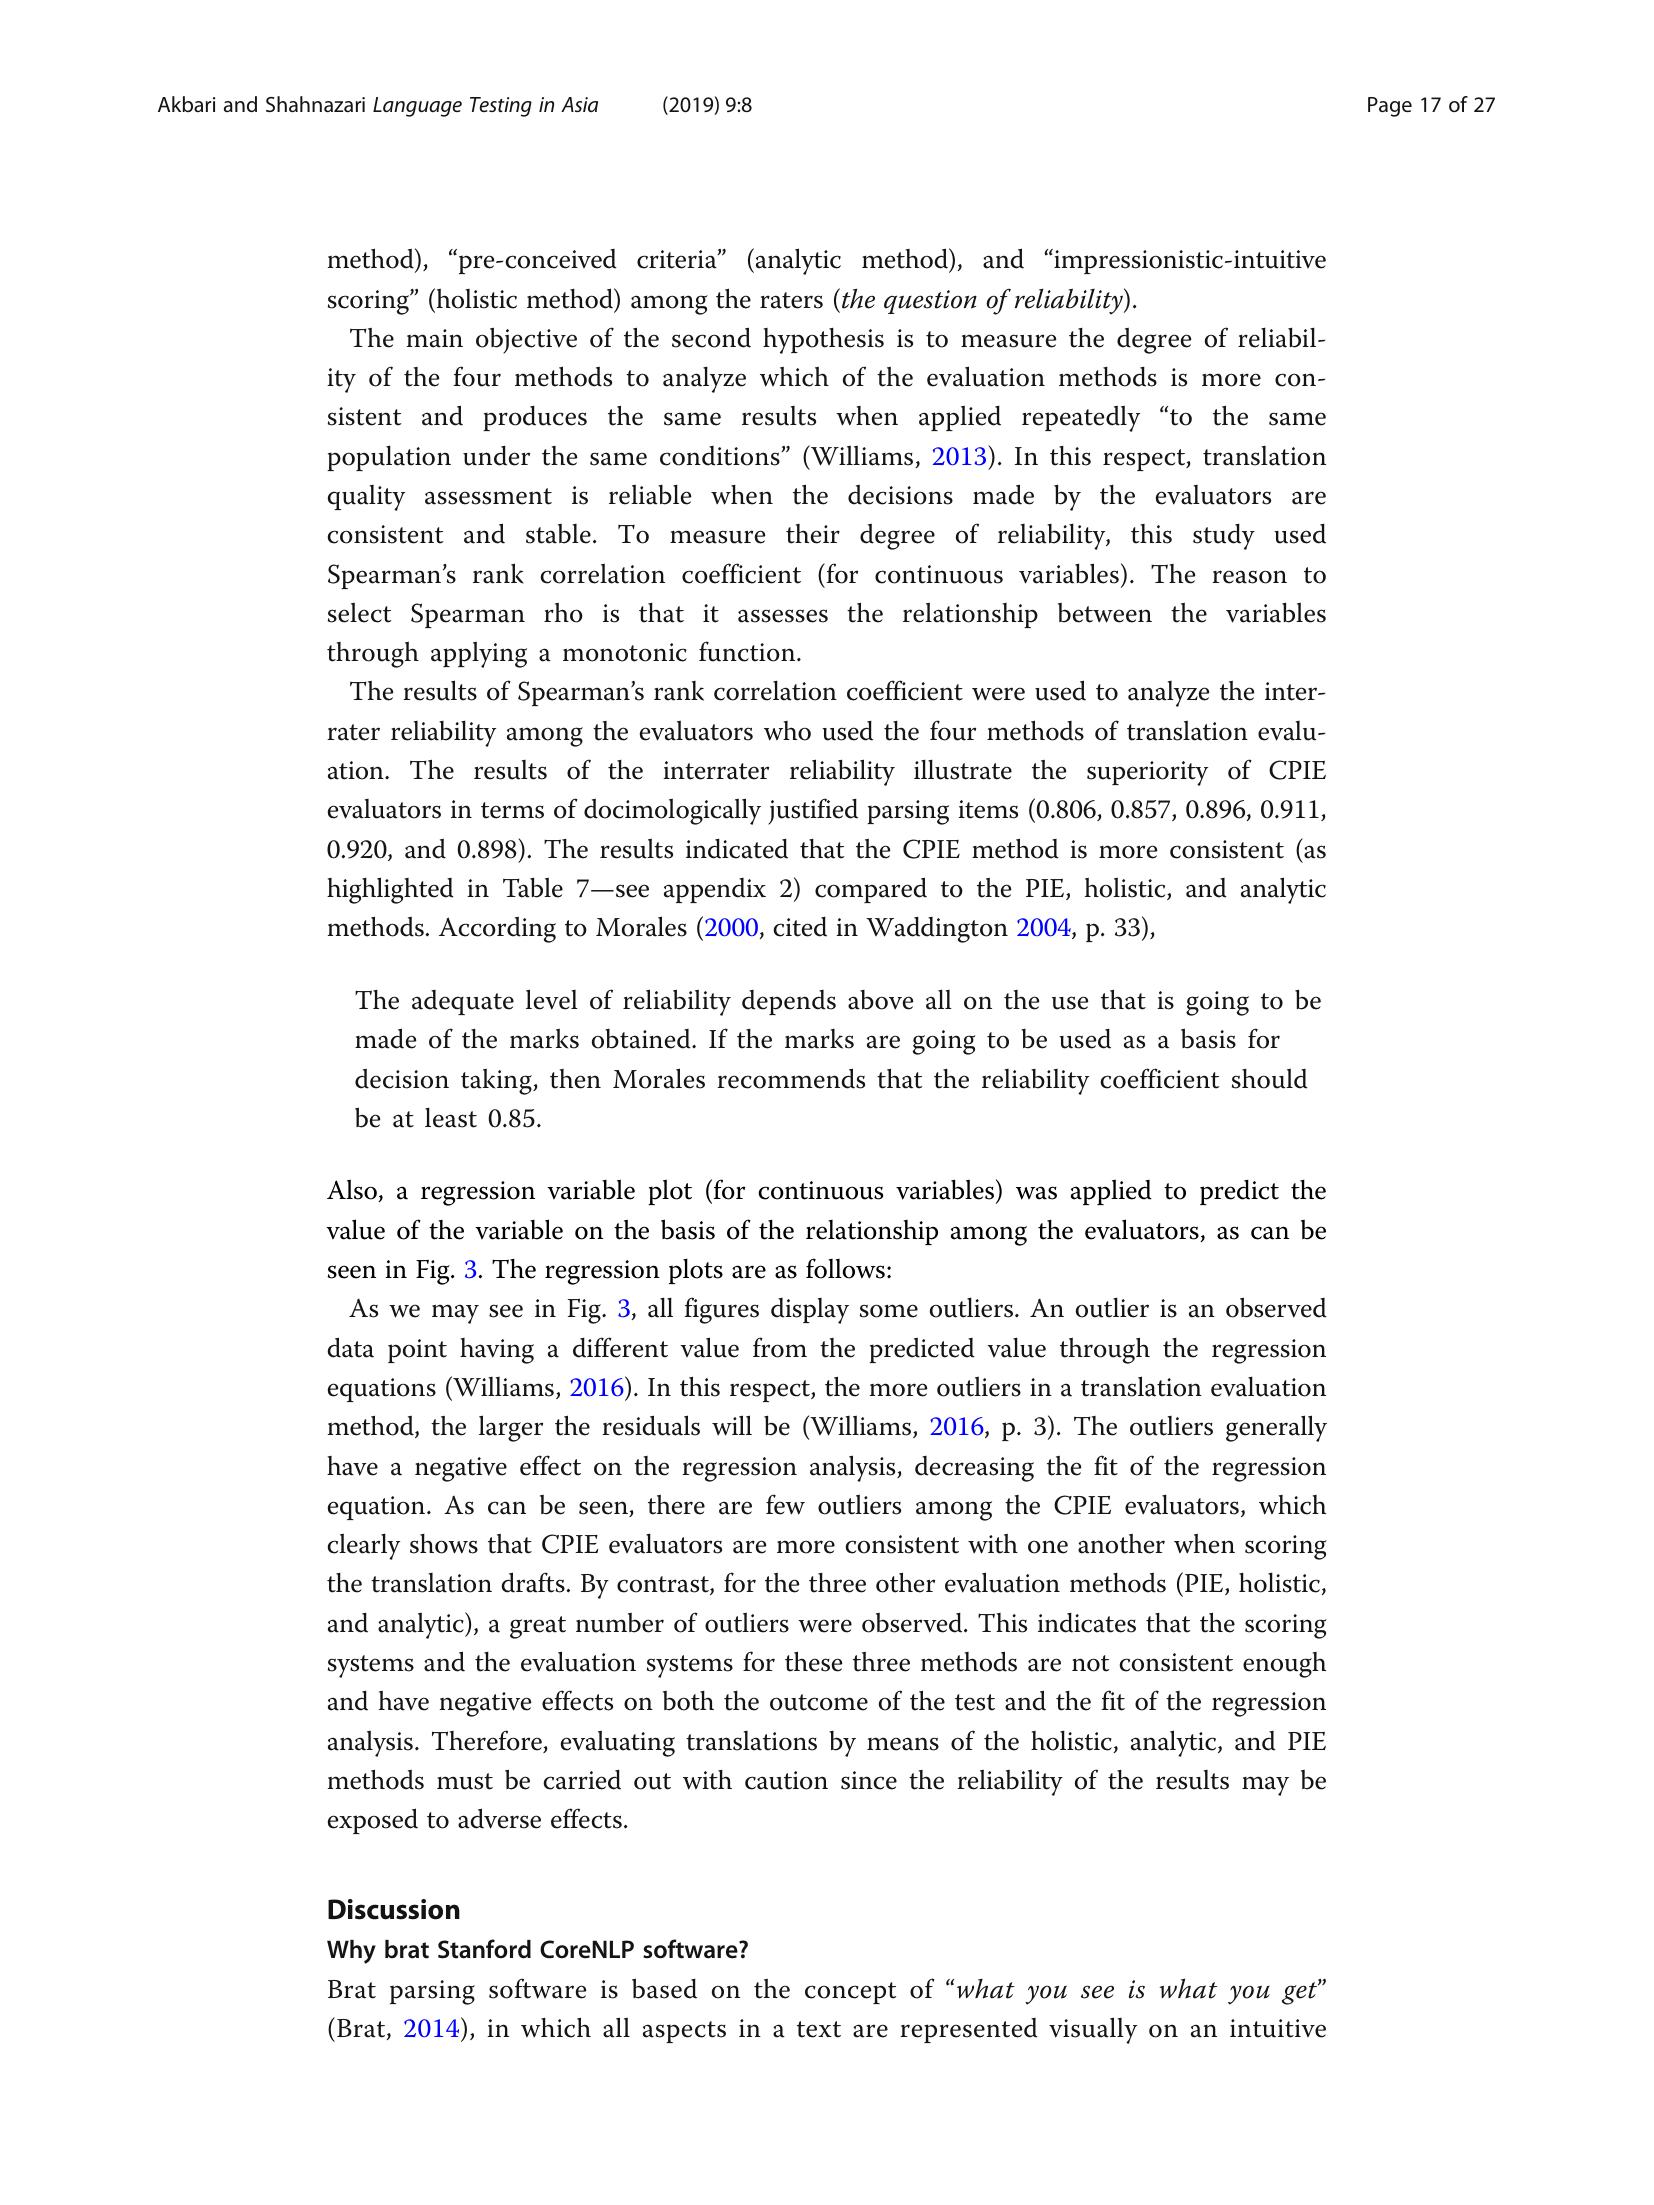 Akbari and Shahnazari Language Testing in Asia (2019) 9:8 Page 17 of 27
method), “pre-conceived criteria” (analytic method), and “impressionistic-intuitive
scoring” (holistic method) among the raters (the question of reliability).
The main objective of the second hypothesis is to measure the degree of reliabil-
ity of the four methods to analyze which of the evaluation methods is more con-
sistent and produces the same results when applied repeatedly “to the same
population under the same conditions” (Williams, 2013). In this respect, translation
quality assessment is reliable when the decisions made by the evaluators are
consistent and stable. To measure their degree of reliability, this study used
Spearman’s rank correlation coefficient (for continuous variables). The reason to
select Spearman rho is that it assesses the relationship between the variables
through applying a monotonic function.
The results of Spearman’s rank correlation coefficient were used to analyze the inter-
rater reliability among the evaluators who used the four methods of translation evalu-
ation. The results of the interrater reliability illustrate the superiority of CPIE
evaluators in terms of docimologically justified parsing items (0.806, 0.857, 0.896, 0.911,
0.920, and 0.898). The results indicated that the CPIE method is more consistent (as
highlighted in Table 7—see appendix 2) compared to the PIE, holistic, and analytic
methods. According to Morales (2000, cited in Waddington 2004, p. 33),
The adequate level of reliability depends above all on the use that is going to be
made of the marks obtained. If the marks are going to be used as a basis for
decision taking, then Morales recommends that the reliability coefficient should
be at least 0.85.
Also, a regression variable plot (for continuous variables) was applied to predict the
value of the variable on the basis of the relationship among the evaluators, as can be
seen in Fig. 3. The regression plots are as follows:
As we may see in Fig. 3, all figures display some outliers. An outlier is an observed
data point having a different value from the predicted value through the regression
equations (Williams, 2016). In this respect, the more outliers in a translation evaluation
method, the larger the residuals will be (Williams, 2016, p. 3). The outliers generally
have a negative effect on the regression analysis, decreasing the fit of the regression
equation. As can be seen, there are few outliers among the CPIE evaluators, which
clearly shows that CPIE evaluators are more consistent with one another when scoring
the translation drafts. By contrast, for the three other evaluation methods (PIE, holistic,
and analytic), a great number of outliers were observed. This indicates that the scoring
systems and the evaluation systems for these three methods are not consistent enough
and have negative effects on both the outcome of the test and the fit of the regression
analysis. Therefore, evaluating translations by means of the holistic, analytic, and PIE
methods must be carried out with caution since the reliability of the results may be
exposed to adverse effects.
Discussion
Why brat Stanford CoreNLP software?
Brat parsing software is based on the concept of “what you see is what you get”
(Brat, 2014), in which all aspects in a text are represented visually on an intuitive